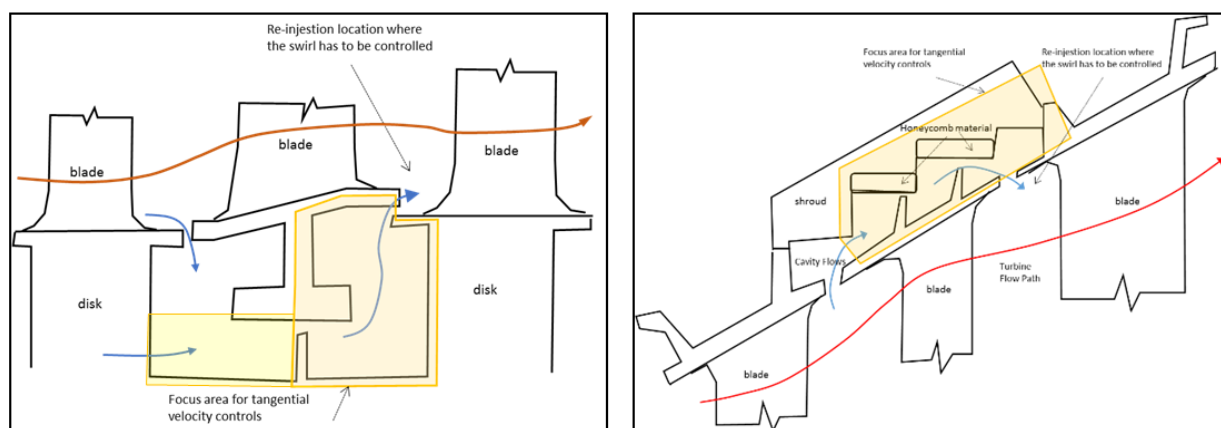 Re-injection location where
the swirl has to be controlled
blade
blade
blade
disk
disk
Focus area for tangential
velocity controls
Focus area for tangential
velocity controls
Re-injection location where
the swirl has to be controlled
Honeycomb material
shroud
blade
Cavity Flows
Turbine
Flow Path
blade
blade